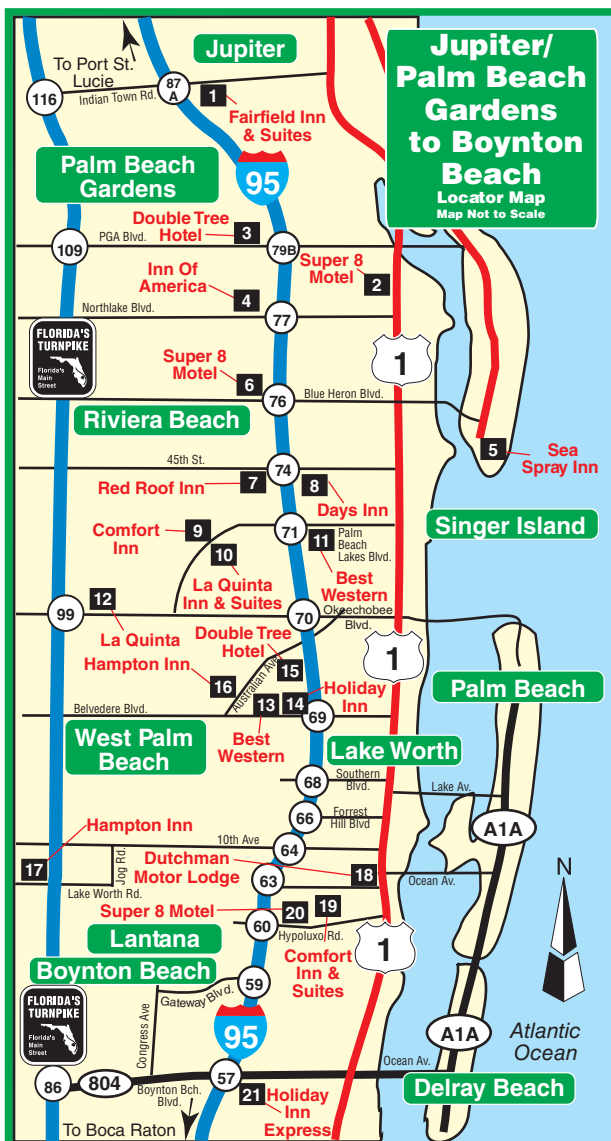 Jupiter/
Palm Beach
Gardens
to Boynton
Beach
Locator Map
Map Not to Scale
Jupiter
To Port St.
Lucie
116
Indian Town Rd.
87
A
1
Fairfield Inn
& Suites
95
Palm Beach
Gardens
Double Tree
Hotel
3
109
PGA Blvd.
79B
Super 8
Motel
2
Inn Of
America
4
Northlake Blvd.
77
FLORIDA'S
TURNPIKE
Florida's
Main
Street
1
Super 8
Motel
6
76
Blue Heron Blvd.
Riviera Beach
5
Sea
Spray Inn
45th St.
74
Red Roof Inn
7
8
Days Inn
Singer Island
Comfort
Inn
9
71
11
Palm
Beach
Lakes Blvd.
10
La Quinta
Inn & Suites
Best
Western
12
99
70
Okeechobee
Blvd.
La Quinta
Double Tree
Hotel
15
1
Hampton Inn
16
Australian Ave
Palm Beach
13
14
Holiday
Inn
Belvedere Blvd.
69
West Palm
Beach
Best
Western
Lake Worth
68
Southern
Blvd.
Lake Av.
66
Forrest
Hill Blvd
A1A
Hampton Inn
10th Ave
64
17
Jog Rd.
Dutchman
Motor Lodge
18
63
Ocean Av.
Lake Worth Rd.
N
Super 8 Motel
20
19
60
Hypoluxo Rd.
Lantana
Comfort
Inn &
Suites
1
Boynton Beach
59
Gateway Blvd.
FLORIDA'S
TURNPIKE
Florida's
Main
Street
Congress Ave
95
A1A
Atlantic
Ocean
Ocean Av.
86
804
57
Boynton Bch.
Blvd.
21
Holiday
Inn
Express
Delray Beach
To Boca Raton